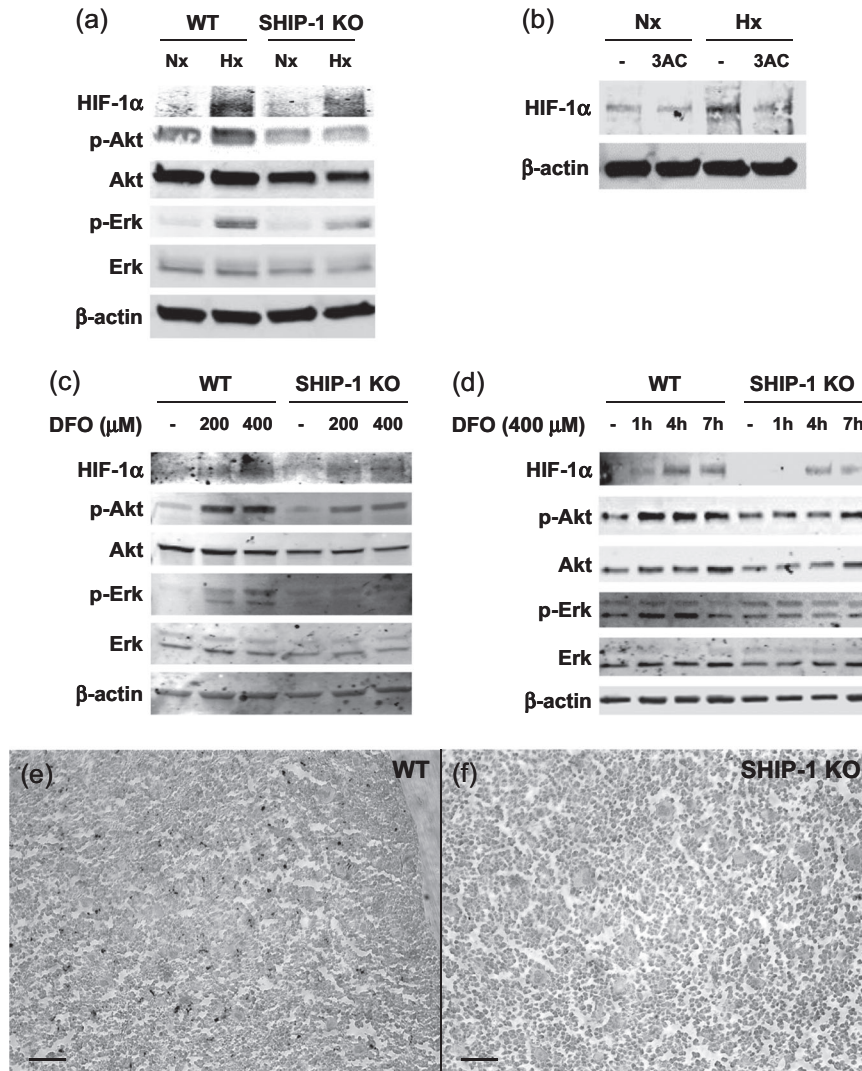 (a)
WT SHIP-1 KO
Nx Hx Nx Hx
HIF-1α
p-Akt
Akt
p-Erk
Erk
β-actin
(b)
Nx Hx
- 3AC - 3AC
HIF-1α
β-actin
(c)
WT SHIP-1 KO
DFO (μM) - 200 400 - 200 400
HIF-1α
p-Akt
Akt
p-Erk
Erk
β-actin
(d)
WT SHIP-1 KO
DFO (400 μM) - 1h 4h 7h - 1h 4h 7h
HIF-1α
p-Akt
Akt
p-Erk
Erk
β-actin
(e) WT
(f) SHIP-1 KO